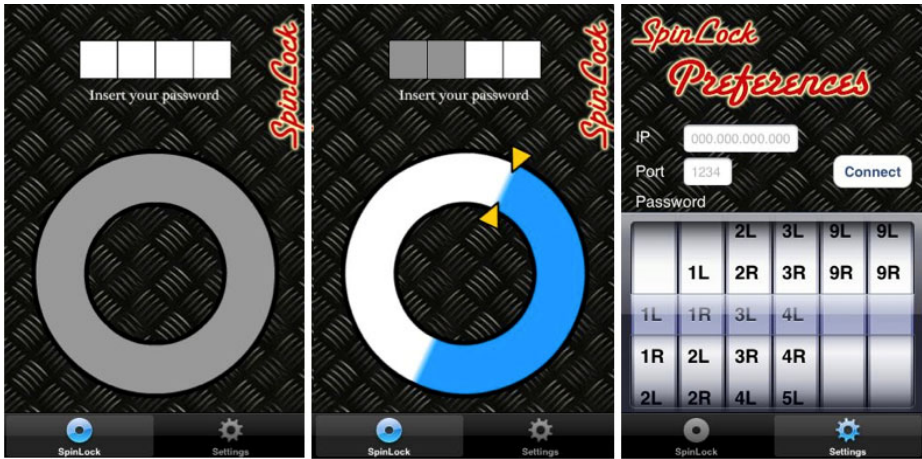 Insert your password
SpinLock
SpinLock
Settings
Insert your password
SpinLock
SpinLock
Settings
SpinLock
Preferences
IP
000.000.000.000
Port
1234
Connect
Password
2L 3L 9L 9L
1L 2R 3R 9R 9R
1L 1R 3L 4L
1R 2L 3R 4R
2L 2R 4L 5L
SpinLock
Settings